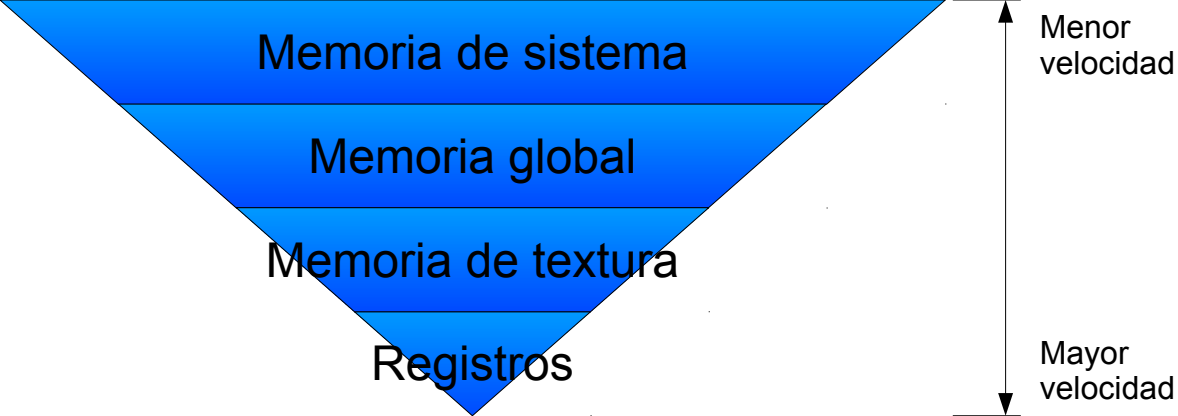 Memoria de sistema
Memoria global
Memoria de textura
Registros
Menor
velocidad
Mayor
velocidad